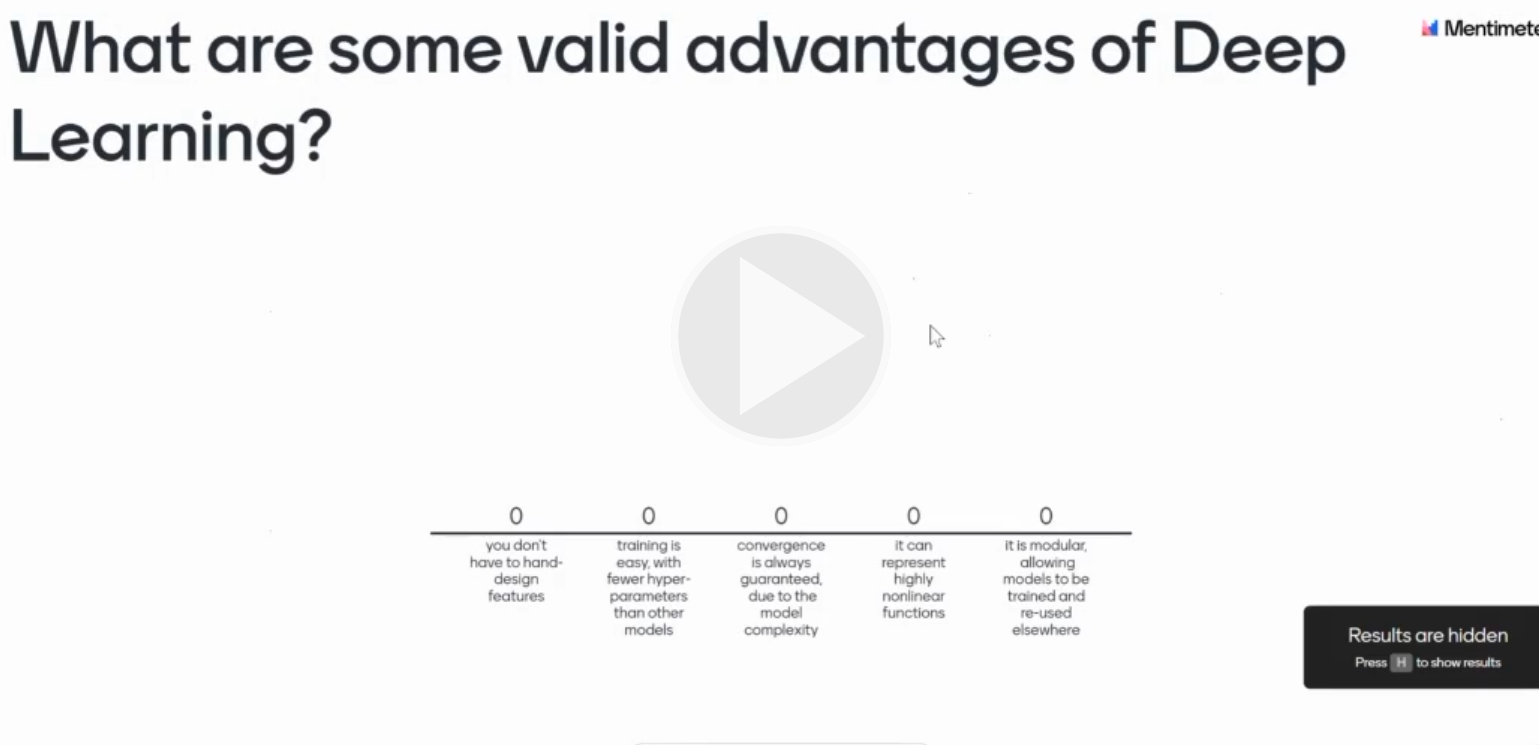 What are some valid advantages of Deep
Learning?
Mentimete
0
0
0
0
0
you don't
have to hand-
design
features
training is
easy, with
fewer hyper-
parameters
than other
models
convergence
is always
guaranteed,
due to the
model
complexity
it can
represent
highly
nonlinear
functions
it is modular,
allowing
models to be
trained and
re-used
elsewhere
Results are hidden
Press H to show results